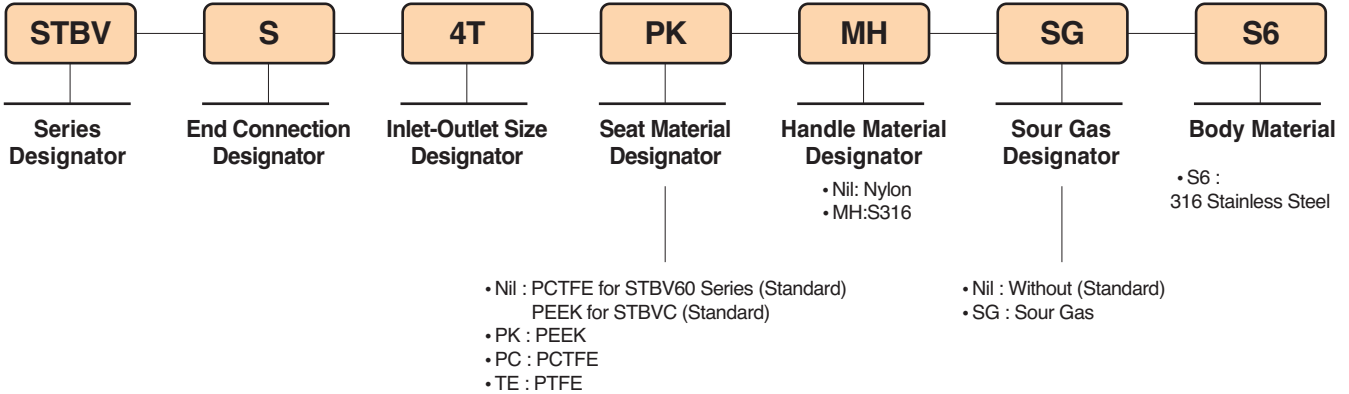 STBV S 4T PK MH SG S6
Series
Designator
End Connection
Designator
Inlet-Outlet Size
Designator
Seat Material
Designator
Handle Material
Designator
Sour Gas
Designator
Body Material
• Nil: Nylon
• MH:S316
• S6 :
316 Stainless Steel
• Nil : PCTFE for STBV60 Series (Standard)
PEEK for STBVC (Standard)
• PK : PEEK
• PC : PCTFE
• TE : PTFE
• Nil : Without (Standard)
• SG : Sour Gas